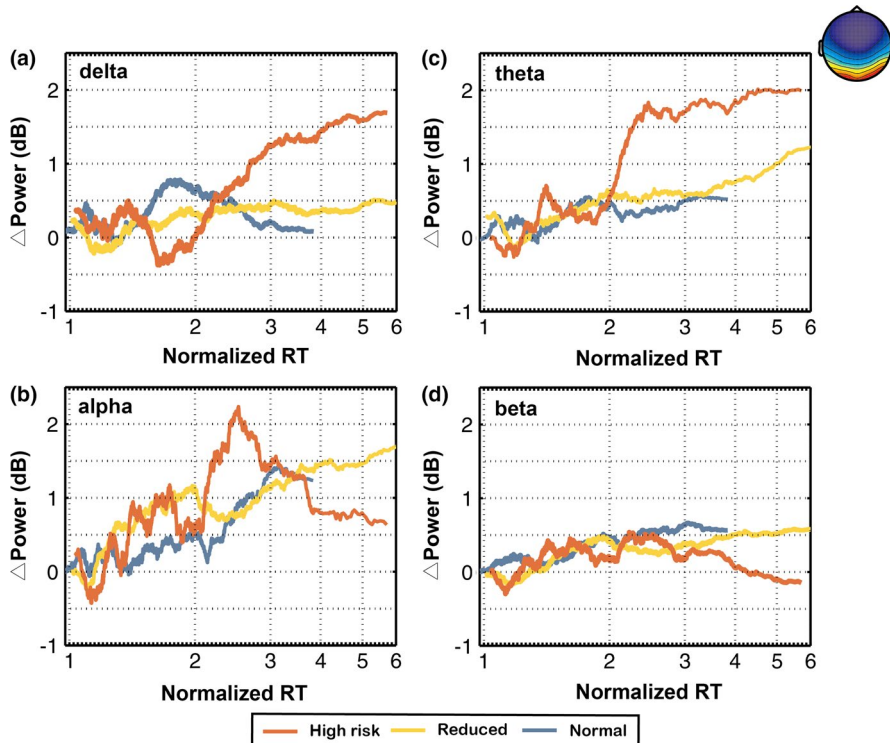 (a) delta
△Power (dB)
2
1
0
-1
1 2 3 4 5 6
Normalized RT
(c) theta
△Power (dB)
2
1
0
-1
1 2 3 4 5 6
Normalized RT
(b) alpha
△Power (dB)
2
1
0
-1
1 2 3 4 5 6
Normalized RT
(d) beta
△Power (dB)
2
1
0
-1
1 2 3 4 5 6
Normalized RT
High risk Reduced Normal